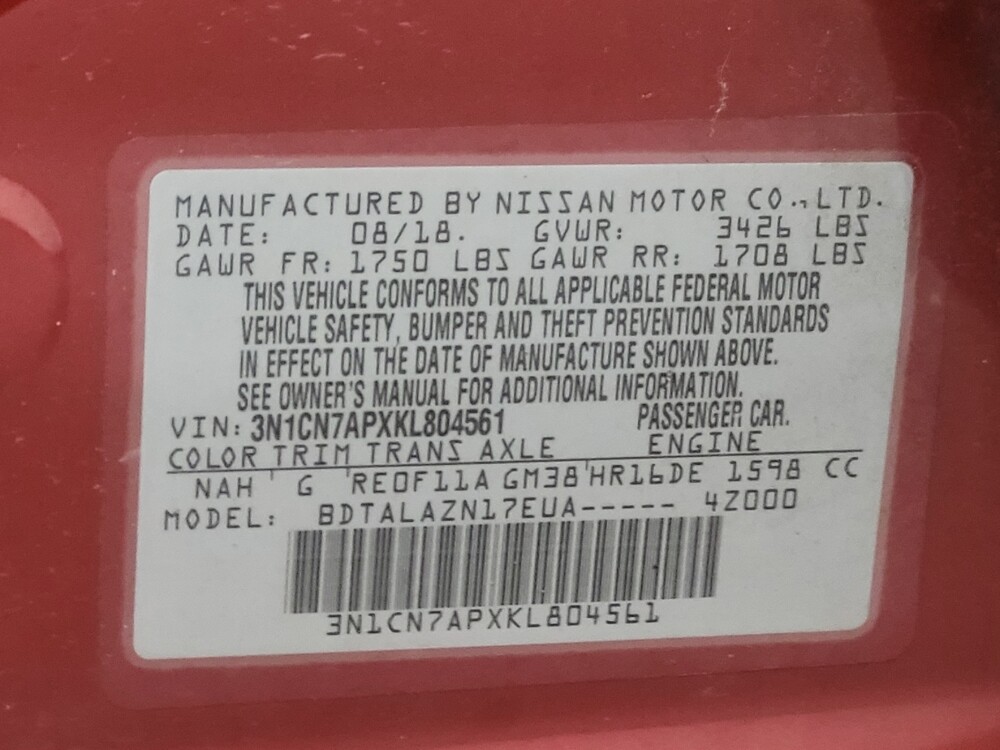 MANUFACTURED BY NISSAN MOTOR CO., LTD.
DATE: 08/18. GVWR: 3426 LBS
GAWR FR: 1750 LBS GAWR RR: 1708 LBS
THIS VEHICLE CONFORMS TO ALL APPLICABLE FEDERAL MOTOR
VEHICLE SAFETY, BUMPER AND THEFT PREVENTION STANDARDS
IN EFFECT ON THE DATE OF MANUFACTURE SHOWN ABOVE.
SEE OWNER'S MANUAL FOR ADDITIONAL INFORMATION.
VIN: 3N1CN7APXKL804561 PASSENGER CAR.
COLOR TRIM TRANS AXLE ENGINE
NAH G RE0F11A GM38 HR16DE 1598 CC
MODEL: BDTALAZN17EUA----- 4Z000
3N1CN7APXKL804561